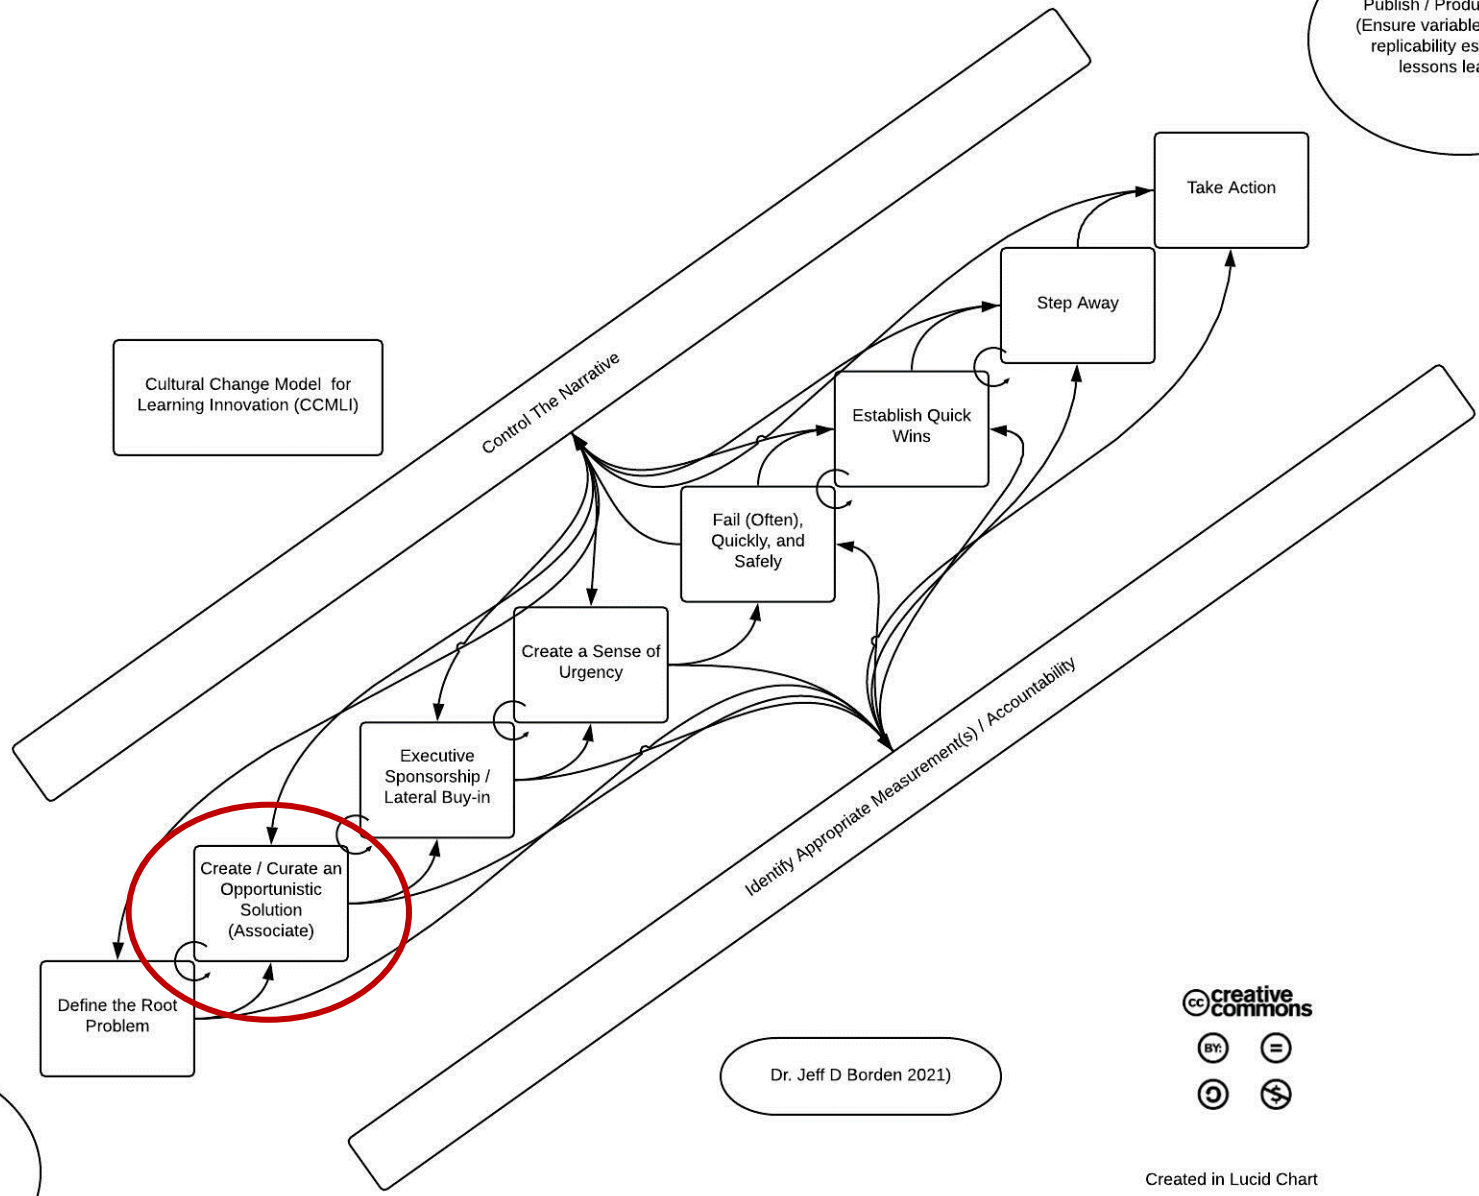 Publish / Produ
(Ensure variable
replicability es
lessons lea
Take Action
Step Away
Control The Narrative
Cultural Change Model  for
Learning Innovation (CCMLI)
Establish Quick
Wins
Fail (Often),
Quickly, and
Safely
Create a Sense of
Urgency
Identify Appropriate Measurement(s) / Accountability
Executive
Sponsorship /
Lateral Buy-in
Create / Curate an
Opportunistic
Solution
(Associate)
Define the Root
Problem
Dr. Jeff D Borden 2021)
cc creative
commons
BY:
Created in Lucid Chart